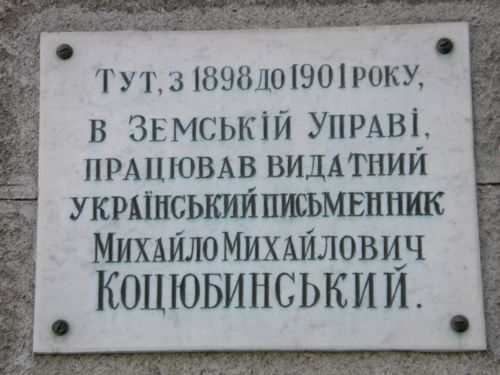 Тут, з 1898 до 1901 року,
в Земській Управі,
працював видатний
український письменник
Михайло Михайлович
Коцюбинський.